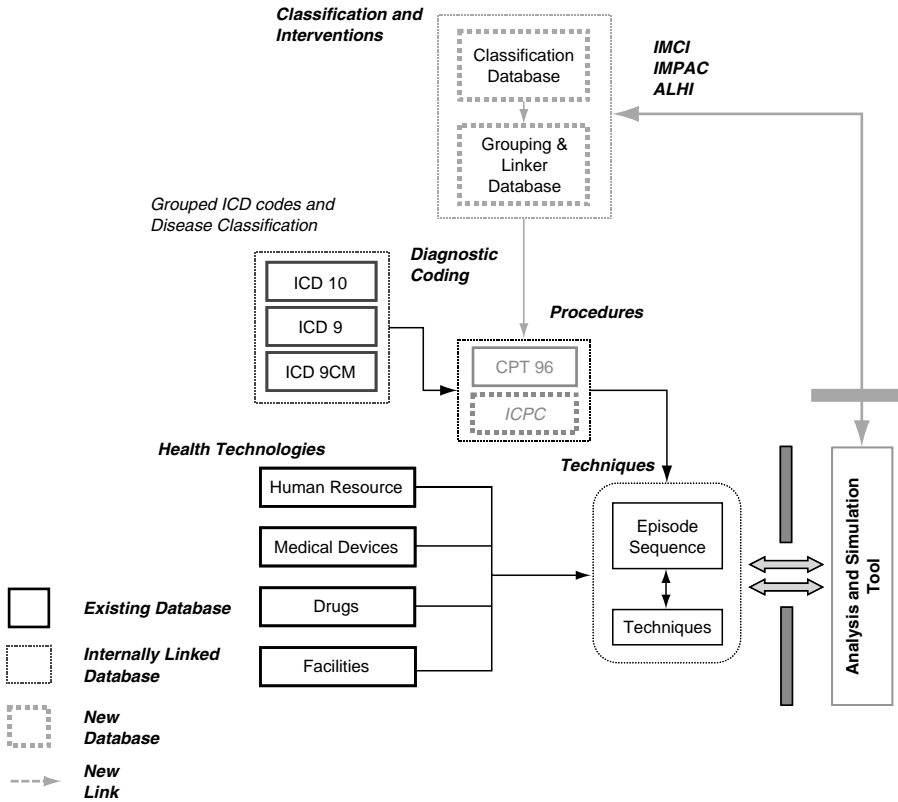 Classification and
Interventions
Classification
Database
IMCI
IMPAC
ALHI
Grouping &
Linker
Database
Grouped ICD codes and
Disease Classification
Diagnostic
Coding
ICD 10
ICD 9
ICD 9CM
Procedures
CPT 96
ICPC
Health Technologies
Human Resource
Medical Devices
Drugs
Facilities
Techniques
Episode
Sequence
Techniques
Analysis and Simulation
Tool
Existing Database
Internally Linked
Database
New
Database
New
Link